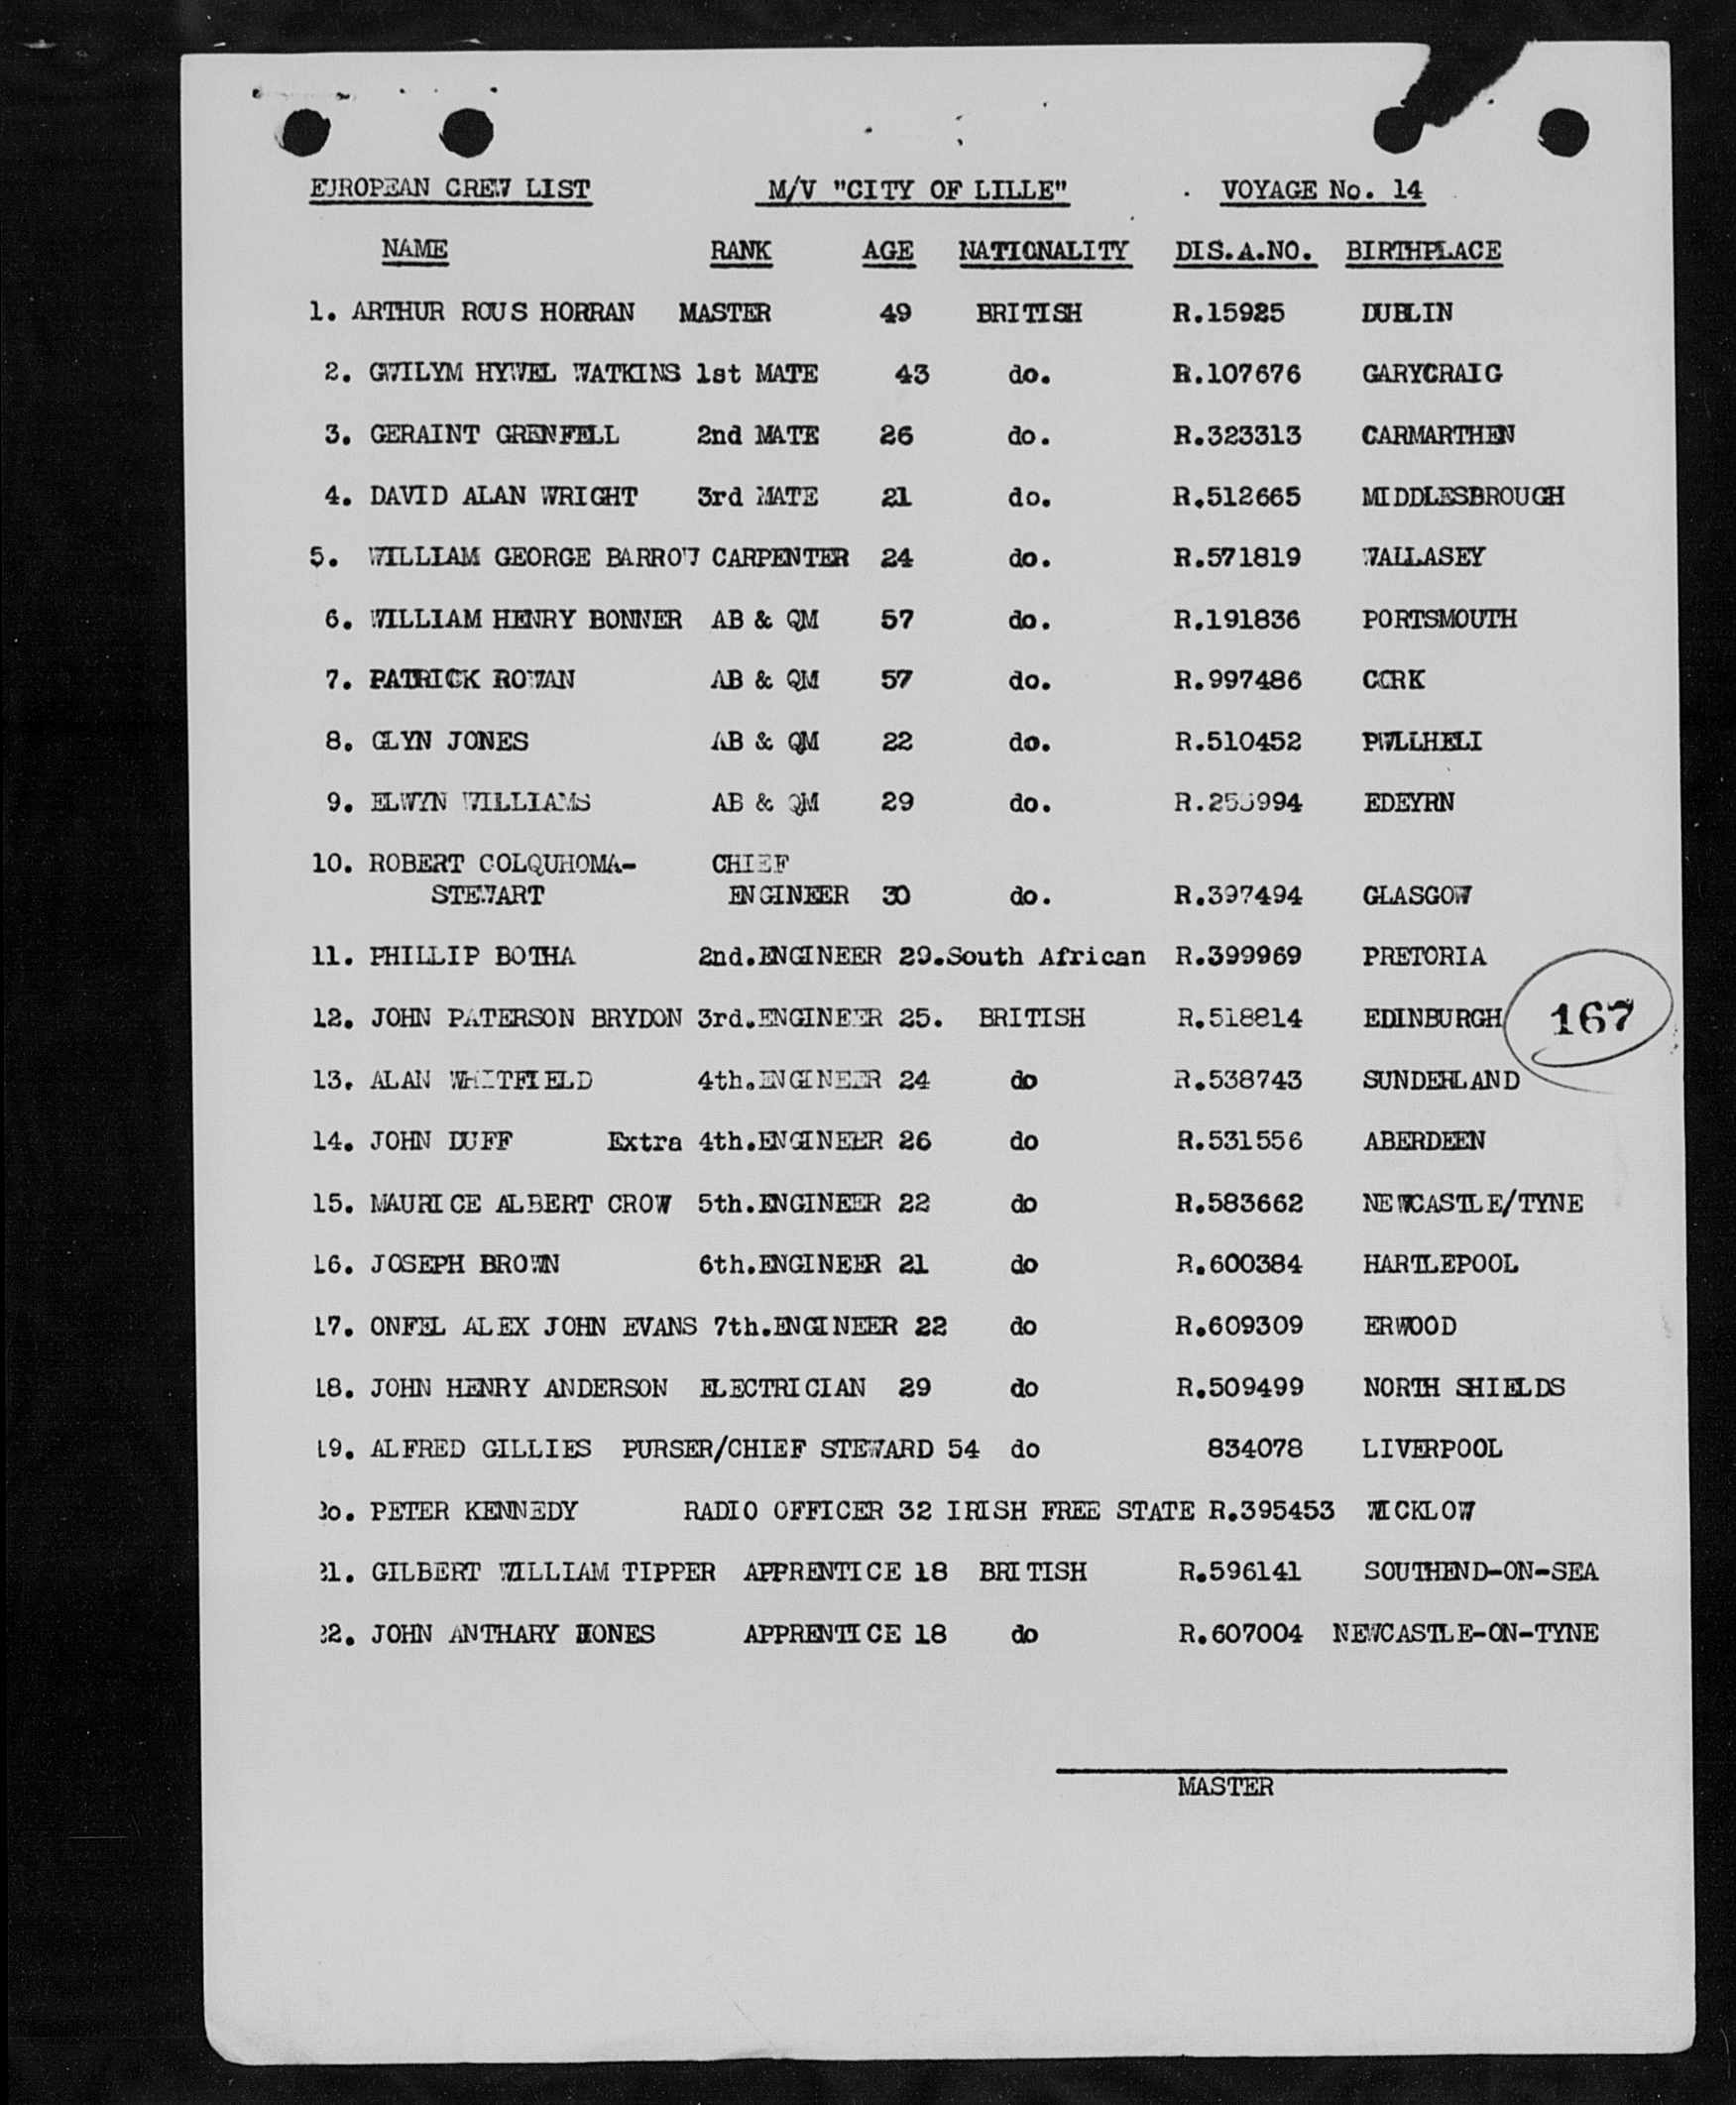 EUROPEAN CREW LIST M/V "CITY OF LILLE" VOYAGE No. 14
NAME RANK AGE NATIONALITY DIS.A.NO. BIRTHPLACE
1. ARTHUR ROUS HORRAN MASTER 49 BRITISH R.15925 DUBLIN
2. GWILYM HYWEL WATKINS 1st MATE 43 do. R.107676 GARYCRAIG
3. GERAINT GRENFELL 2nd MATE 26 do. R.323313 CARMARTHEN
4. DAVID ALAN WRIGHT 3rd MATE 21 do. R.512665 MIDDLESBROUGH
5. WILLIAM GEORGE BARROW CARPENTER 24 do. R.571819 WALLASEY
6. WILLIAM HENRY BONNER AB & QM 57 do. R.191836 PORTSMOUTH
7. PATRICK ROWAN AB & QM 57 do. R.997486 CORK
8. GLYN JONES AB & QM 22 do. R.510452 PWLLHELI
9. ELWYN WILLIAMS AB & QM 29 do. EDEYRN
10. ROBERT COLQUHOMA- CHIEF
STEWART ENGINEER 30 do. R.397494 GLASGOW
11. PHILLIP BOTHA 2nd.ENGINEER 29.South African R.399969 PRETORIA
12. JOHN PATERSON BRYDON 3rd.ENGINEER 25. BRITISH R.518814 EDINBURGH 167
13. ALAN WHITFIELD 4th.ENGINEER 24 do R.538743 SUNDERLAND
14. JOHN DUFF Extra 4th.ENGINEER 26 do R.531556 ABERDEEN
15. MAURICE ALBERT CROW 5th.ENGINEER 22 do R.583662 NEWCASTLE/TYNE
16. JOSEPH BROWN 6th.ENGINEER 21 do R.600384 HARTLEPOOL
17. ONFEL ALEX JOHN EVANS 7th.ENGINEER 22 do R.609309 ERWOOD
18. JOHN HENRY ANDERSON ELECTRICIAN 29 do R.509499 NORTH SHIELDS
19. ALFRED GILLIES PURSER/CHIEF STEWARD 54 do 834078 LIVERPOOL
20. PETER KENNEDY RADIO OFFICER 32 IRISH FREE STATE R.395453 WICKLOW
21. GILBERT WILLIAM TIPPER APPRENTICE 18 BRITISH R.596141 SOUTHEND-ON-SEA
22. JOHN ANTHARY JONES APPRENTICE 18 do R.607004 NEWCASTLE-ON-TYNE
MASTER